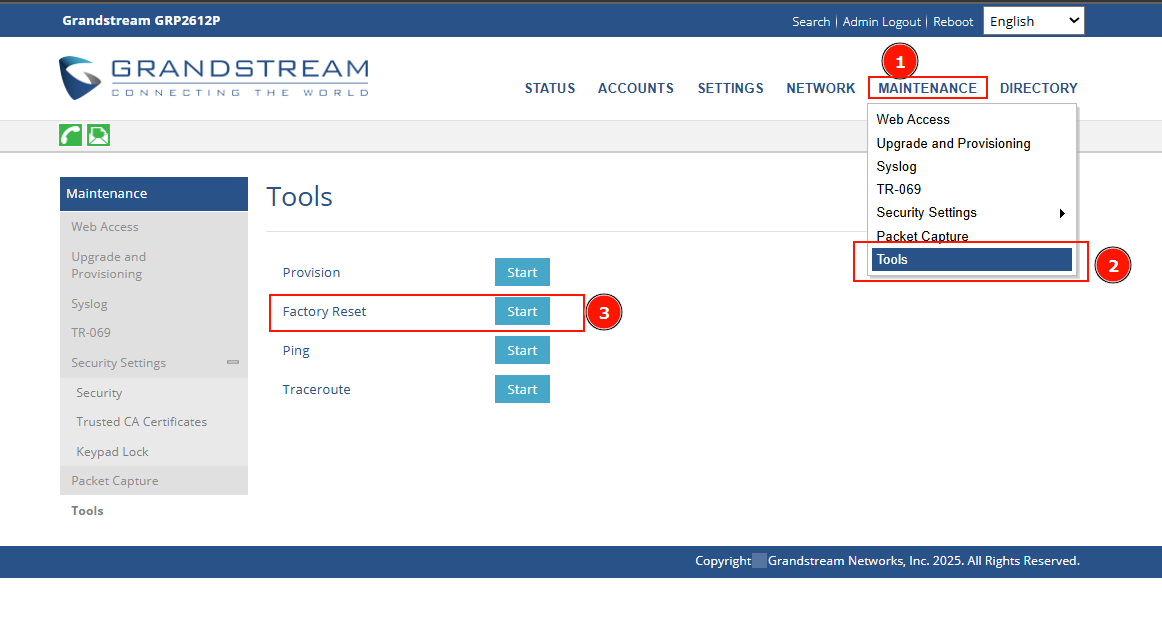 Grandstream GRP2612P
Search | Admin Logout | Reboot English
GRANDSTREAM
CONNECTING THE WORLD
STATUS ACCOUNTS SETTINGS NETWORK MAINTENANCE DIRECTORY
1
Web Access
Upgrade and Provisioning
Syslog
TR-069
Security Settings
Packet Capture
Tools
2
Maintenance
Web Access
Upgrade and
Provisioning
Syslog
TR-069
Security Settings
Security
Trusted CA Certificates
Keypad Lock
Packet Capture
Tools
Tools
Provision Start
Factory Reset Start
3
Ping Start
Traceroute Start
Copyright Grandstream Networks, Inc. 2025. All Rights Reserved.